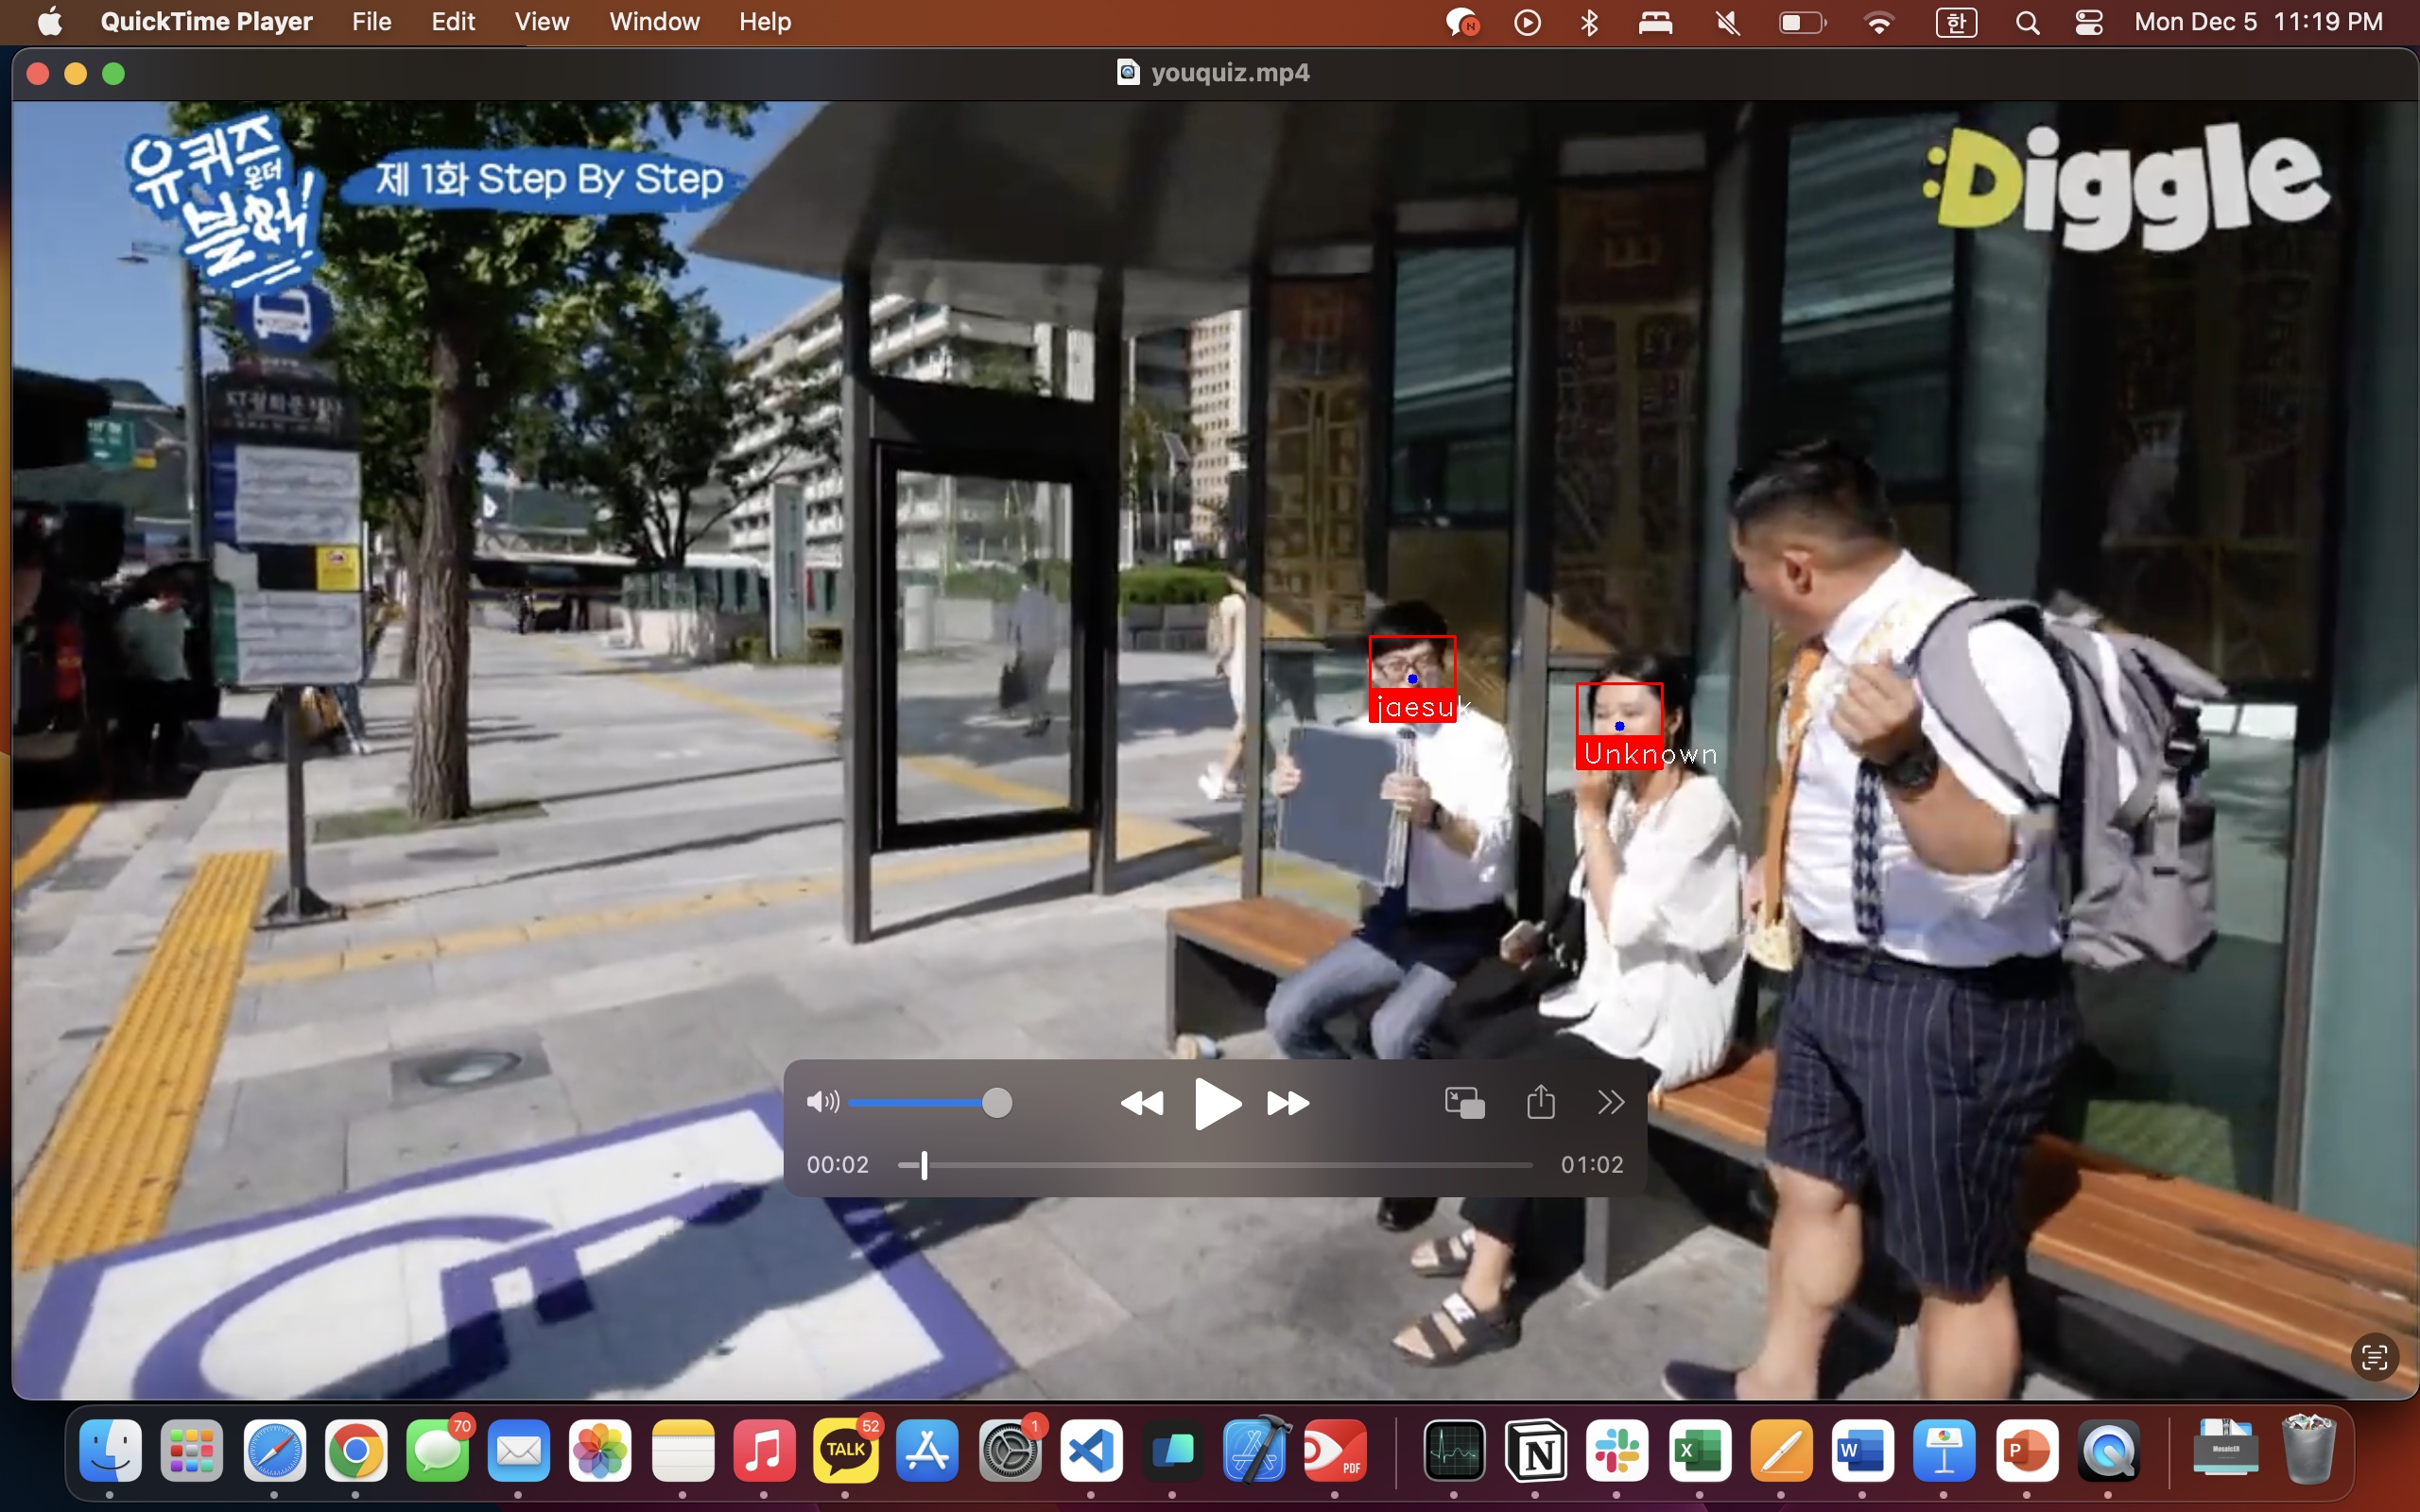 QuickTime Player File Edit View Window Help
N
한
Mon Dec 5 11:19 PM
youquiz.mp4
유퀴즈
온더
블럭!
제 1화 Step By Step
:Diggle
jaesuk
Unknown
00:02
01:02
70
TALK
52
1
PDF
N
X
W
P